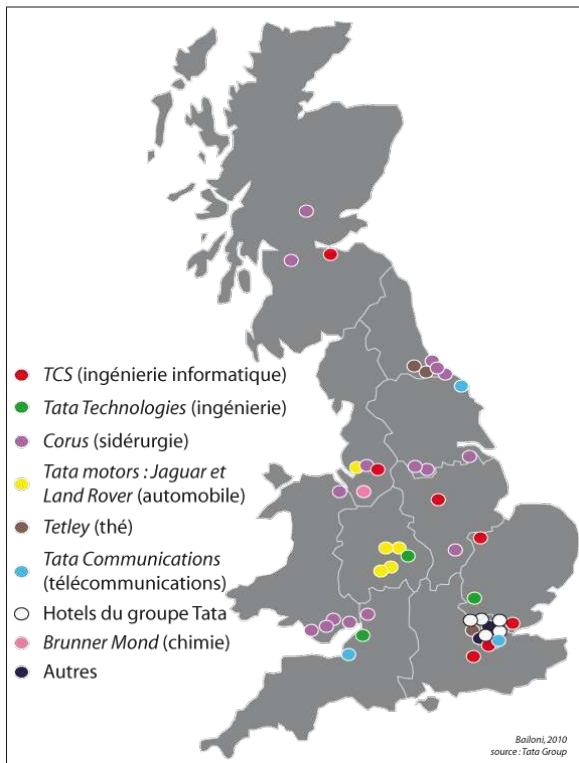 TCS (ingénierie informatique)
Tata Technologies (ingénierie)
Corus (sidérurgie)
Tata motors : Jaguar et
Land Rover (automobile)
Tetley (thé)
Tata Communications
(télécommunications)
Hotels du groupe Tata
Brunner Mond (chimie)
Autres
Bailoni, 2010
source : Tata Group